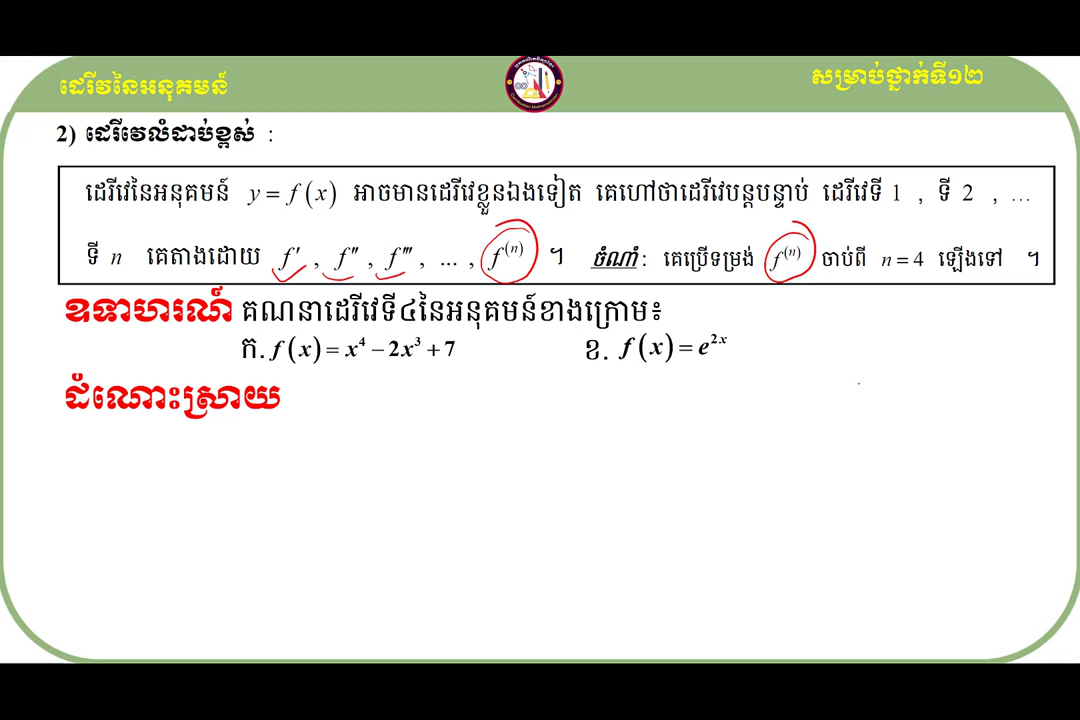 ដេរីវនៃអនុគមន៍
សម្រាប់ថ្នាក់ទី១២
2) ដេរីវេលំដាប់ខ្ពស់ :
ដេរីវេនៃអនុគមន៍ y = f(x) អាចមានដេរីវេខ្លួនឯងទៀត គេហៅថាដេរីវេបន្តបន្ទាប់ ដេរីវេទី 1 , ទី 2 , ...
ទី n គេតាងដោយ f′ , f″ , f‴ , ... , f⁽ⁿ⁾ ។ ចំណាំ : គេប្រើទម្រង់ f⁽ⁿ⁾ ចាប់ពី n = 4 ឡើងទៅ ។
ឧទាហរណ៍ គណនាដេរីវេទី៤នៃអនុគមន៍ខាងក្រោម៖
ក. f(x) = x⁴ − 2x³ + 7 ខ. f(x) = e²ˣ
ដំណោះស្រាយ